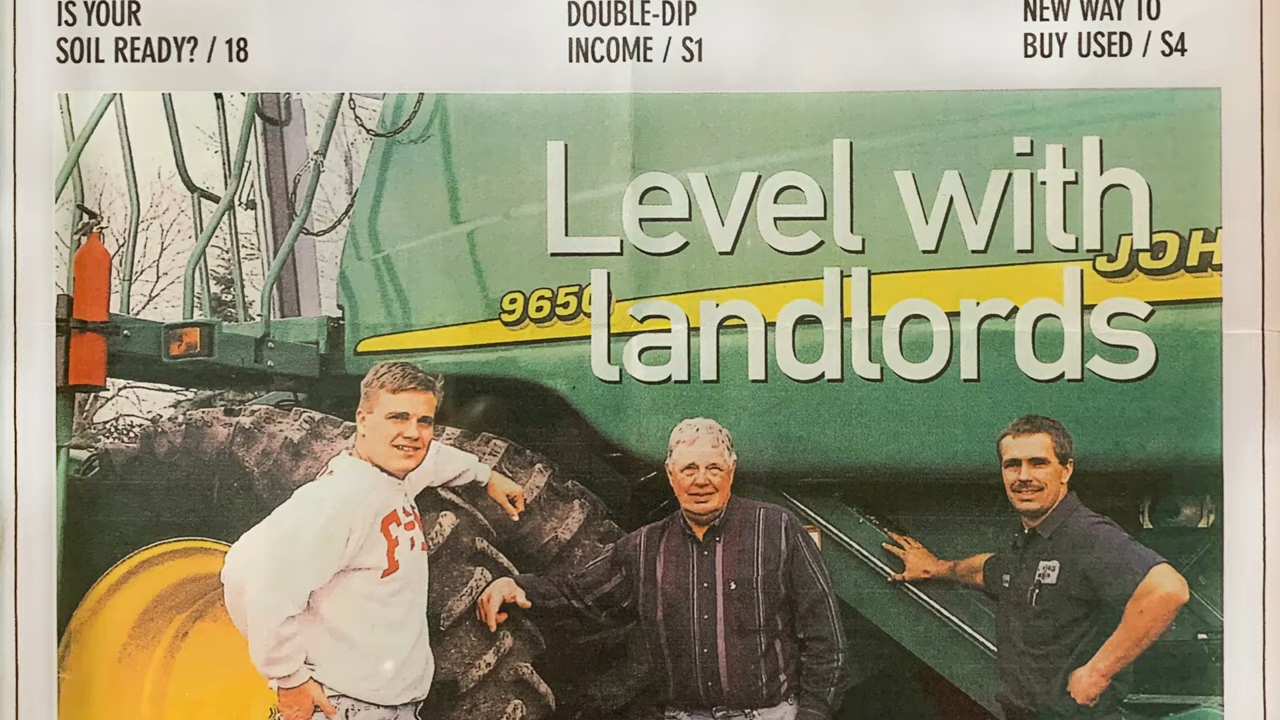 IS YOUR
SOIL READY? / 18
DOUBLE-DIP
INCOME / S1
NEW WAY TO
BUY USED / S4
Level with
landlords
9650
JOH